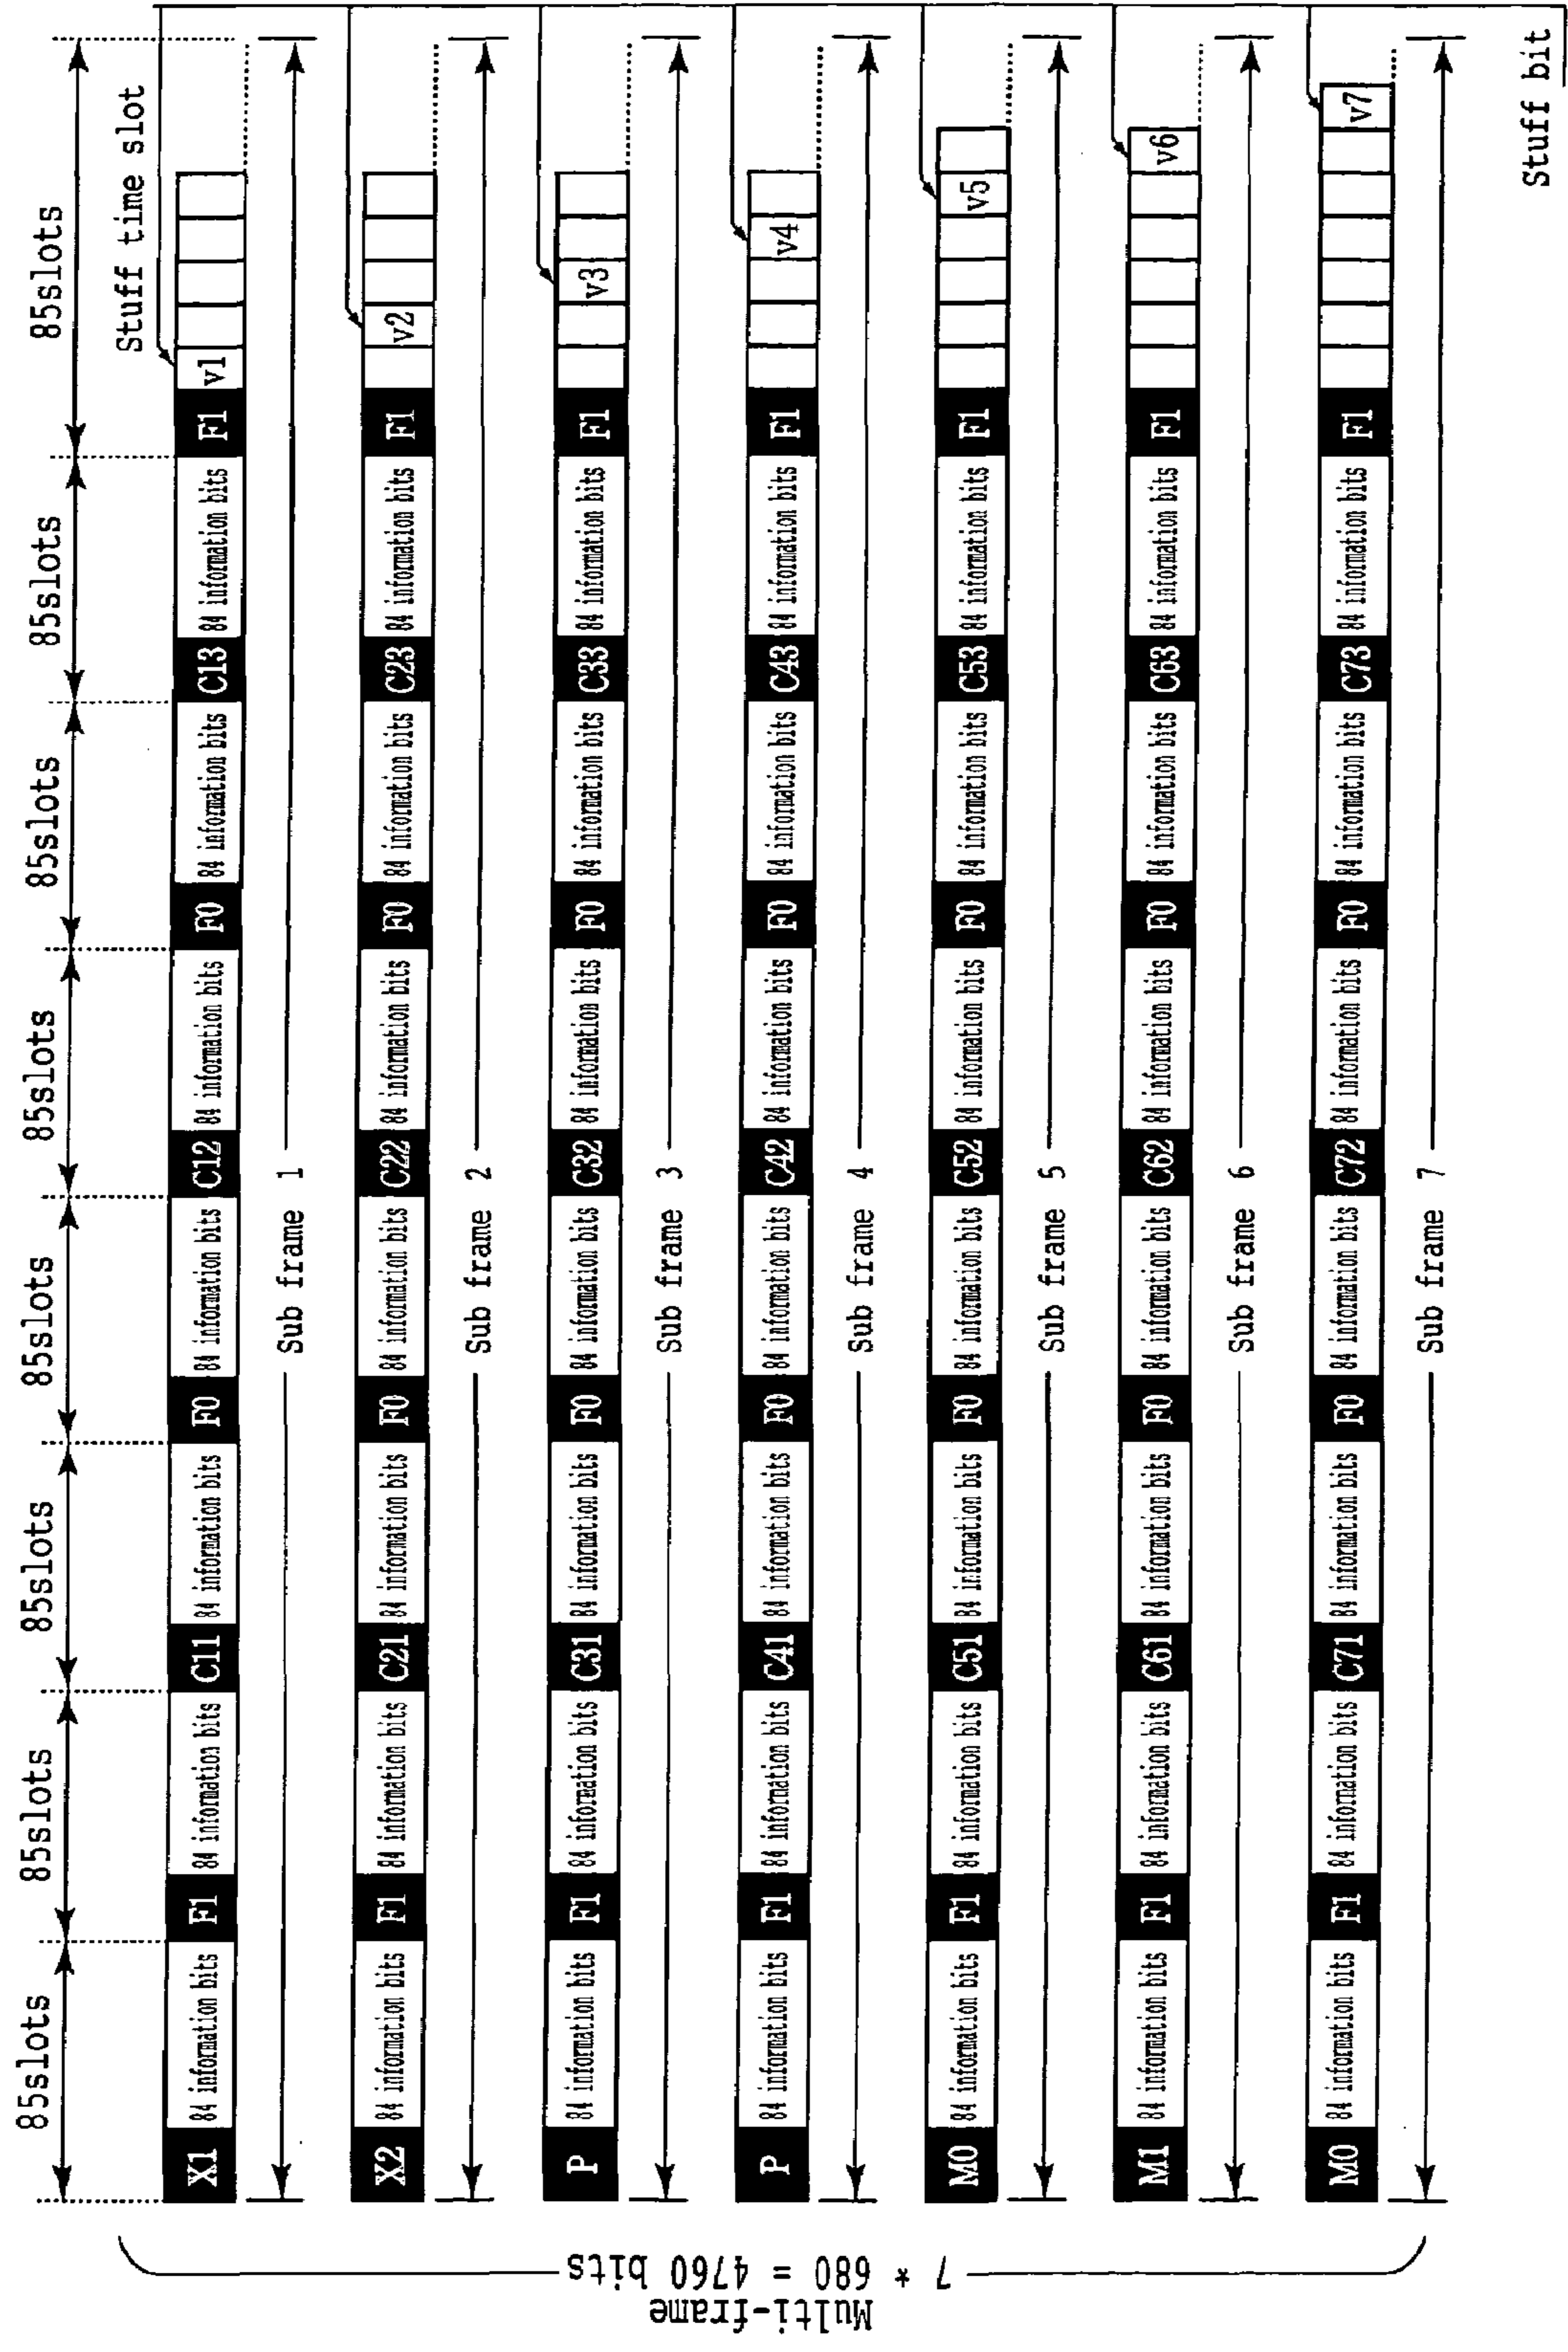 85slots 85slots 85slots 85slots 85slots 85slots 85slots 85slots
Stuff time slot
X1 84 information bits F1 84 information bits C11 84 information bits F0 84 information bits C12 84 information bits F0 84 information bits C13 84 information bits F1 v1
Sub frame 1
X2 84 information bits F1 84 information bits C21 84 information bits F0 84 information bits C22 84 information bits F0 84 information bits C23 84 information bits F1 v2
Sub frame 2
P 84 information bits F1 84 information bits C31 84 information bits F0 84 information bits C32 84 information bits F0 84 information bits C33 84 information bits F1 v3
Sub frame 3
P 84 information bits F1 84 information bits C41 84 information bits F0 84 information bits C42 84 information bits F0 84 information bits C43 84 information bits F1 v4
Sub frame 4
M0 84 information bits F1 84 information bits C51 84 information bits F0 84 information bits C52 84 information bits F0 84 information bits C53 84 information bits F1 v5
Sub frame 5
M1 84 information bits F1 84 information bits C61 84 information bits F0 84 information bits C62 84 information bits F0 84 information bits C63 84 information bits F1 v6
Sub frame 6
M0 84 information bits F1 84 information bits C71 84 information bits F0 84 information bits C72 84 information bits F0 84 information bits C73 84 information bits F1 v7
Sub frame 7
Stuff bit
Multi-frame
7 * 680 = 4760 bits